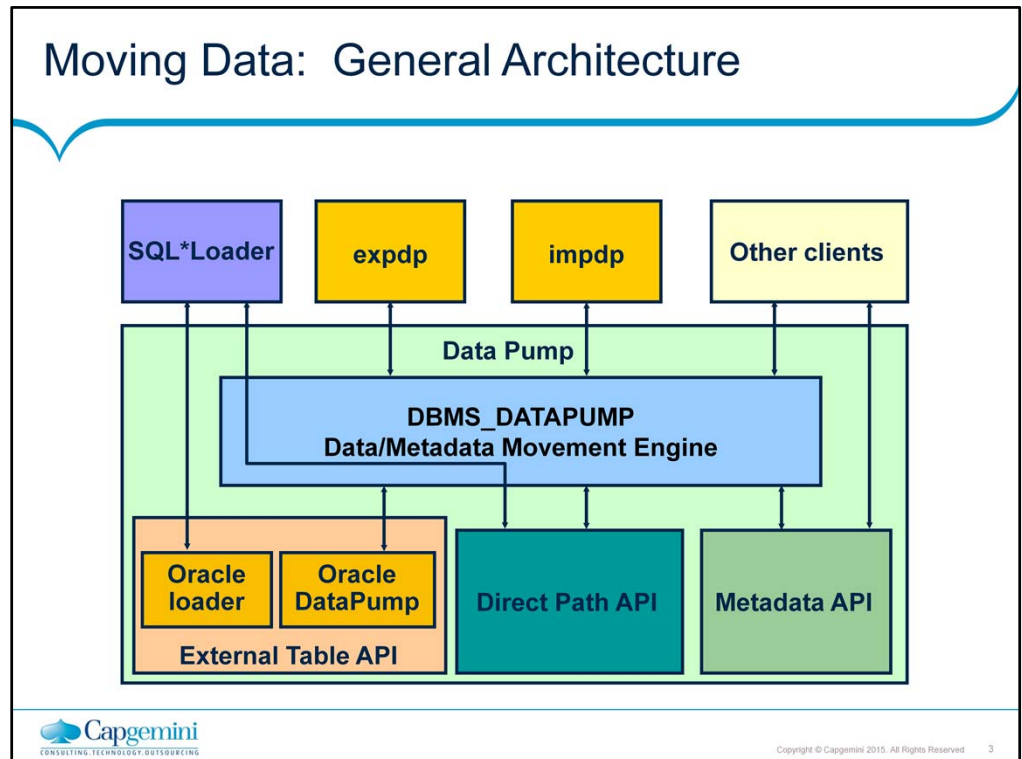 Moving Data: General Architecture
SQL*Loader
expdp
impdp
Other clients
Data Pump
DBMS_DATAPUMP
Data/Metadata Movement Engine
Oracle
loader
Oracle
DataPump
External Table API
Direct Path API
Metadata API
Capgemini
CONSULTING.TECHNOLOGY.OUTSOURCING
Copyright © Capgemini 2015. All Rights Reserved 3